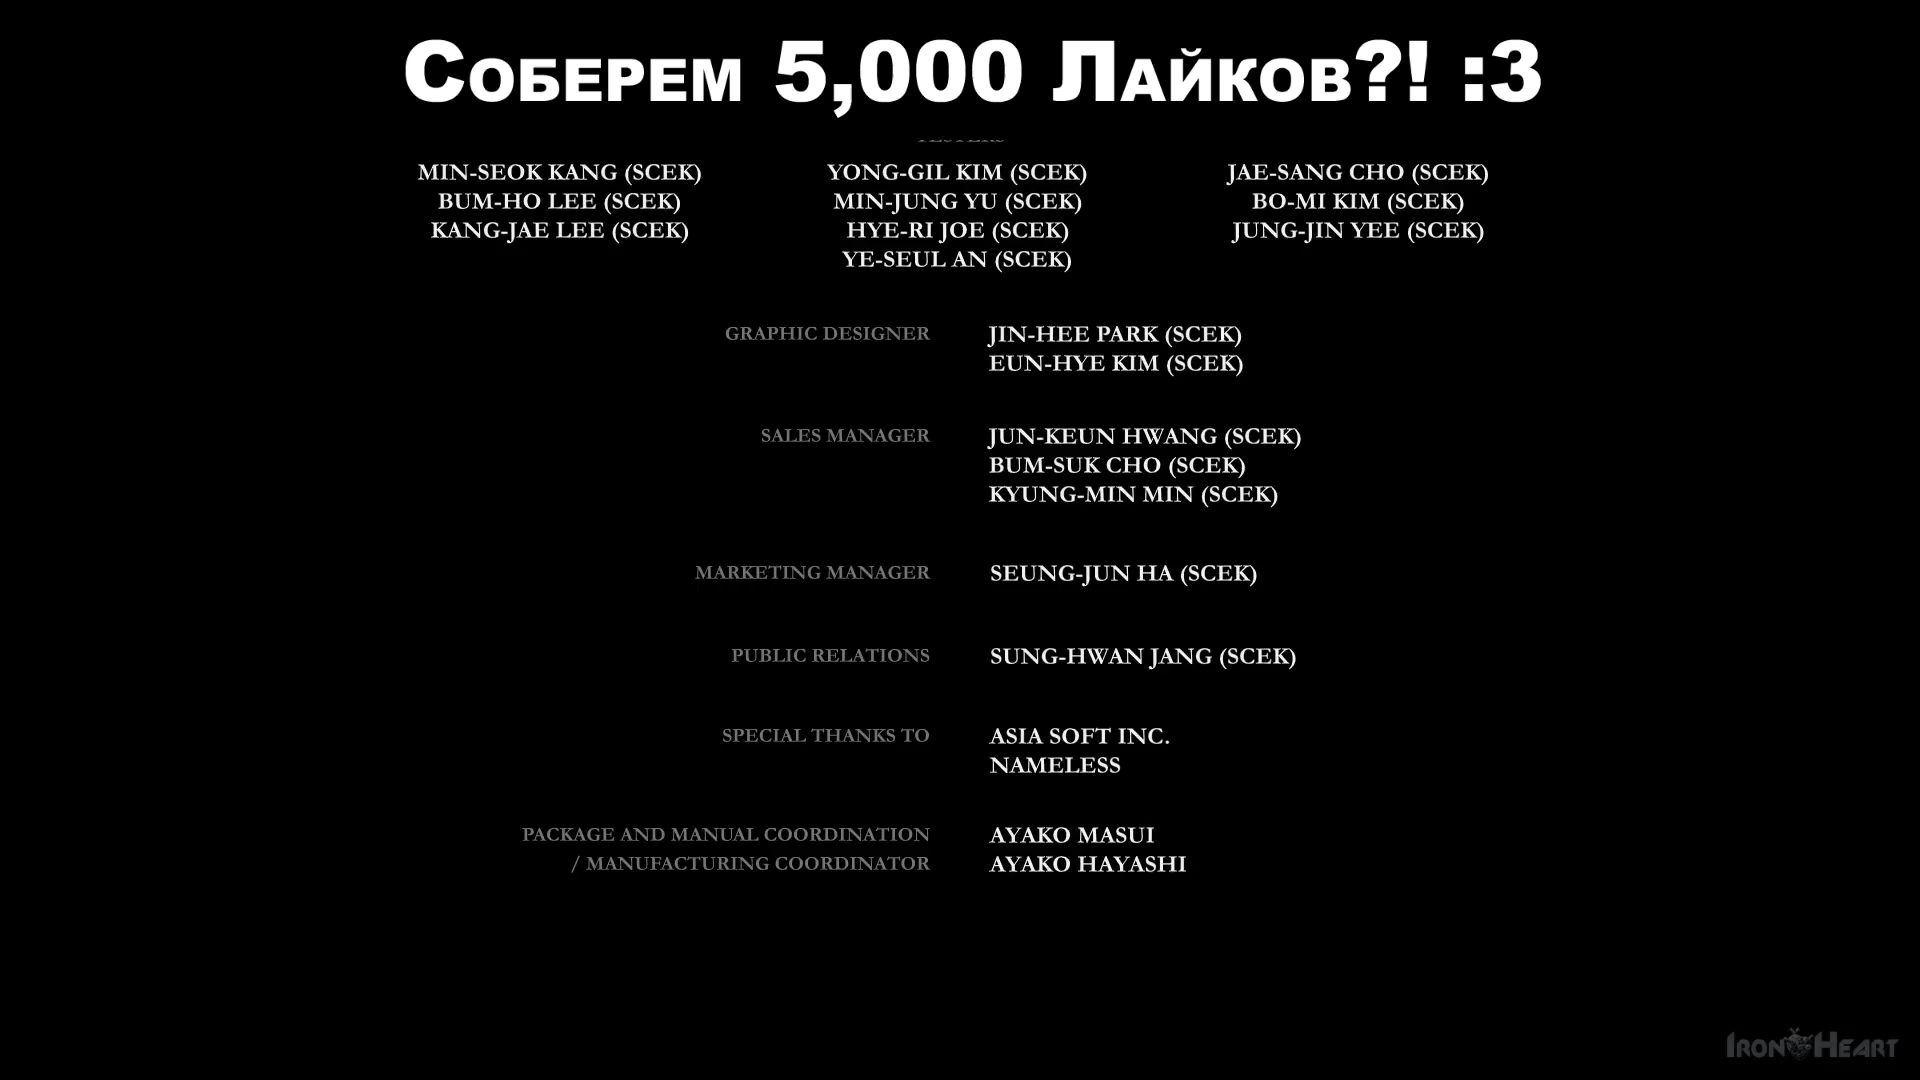 Соберем 5,000 Лайков?! :3
MIN-SEOK KANG (SCEK) YONG-GIL KIM (SCEK) JAE-SANG CHO (SCEK)
BUM-HO LEE (SCEK) MIN-JUNG YU (SCEK) BO-MI KIM (SCEK)
KANG-JAE LEE (SCEK) HYE-RI JOE (SCEK) JUNG-JIN YEE (SCEK)
YE-SEUL AN (SCEK)
GRAPHIC DESIGNER JIN-HEE PARK (SCEK)
EUN-HYE KIM (SCEK)
SALES MANAGER JUN-KEUN HWANG (SCEK)
BUM-SUK CHO (SCEK)
KYUNG-MIN MIN (SCEK)
MARKETING MANAGER SEUNG-JUN HA (SCEK)
PUBLIC RELATIONS SUNG-HWAN JANG (SCEK)
SPECIAL THANKS TO ASIA SOFT INC.
NAMELESS
PACKAGE AND MANUAL COORDINATION AYAKO MASUI
/ MANUFACTURING COORDINATOR AYAKO HAYASHI
IRON HEART